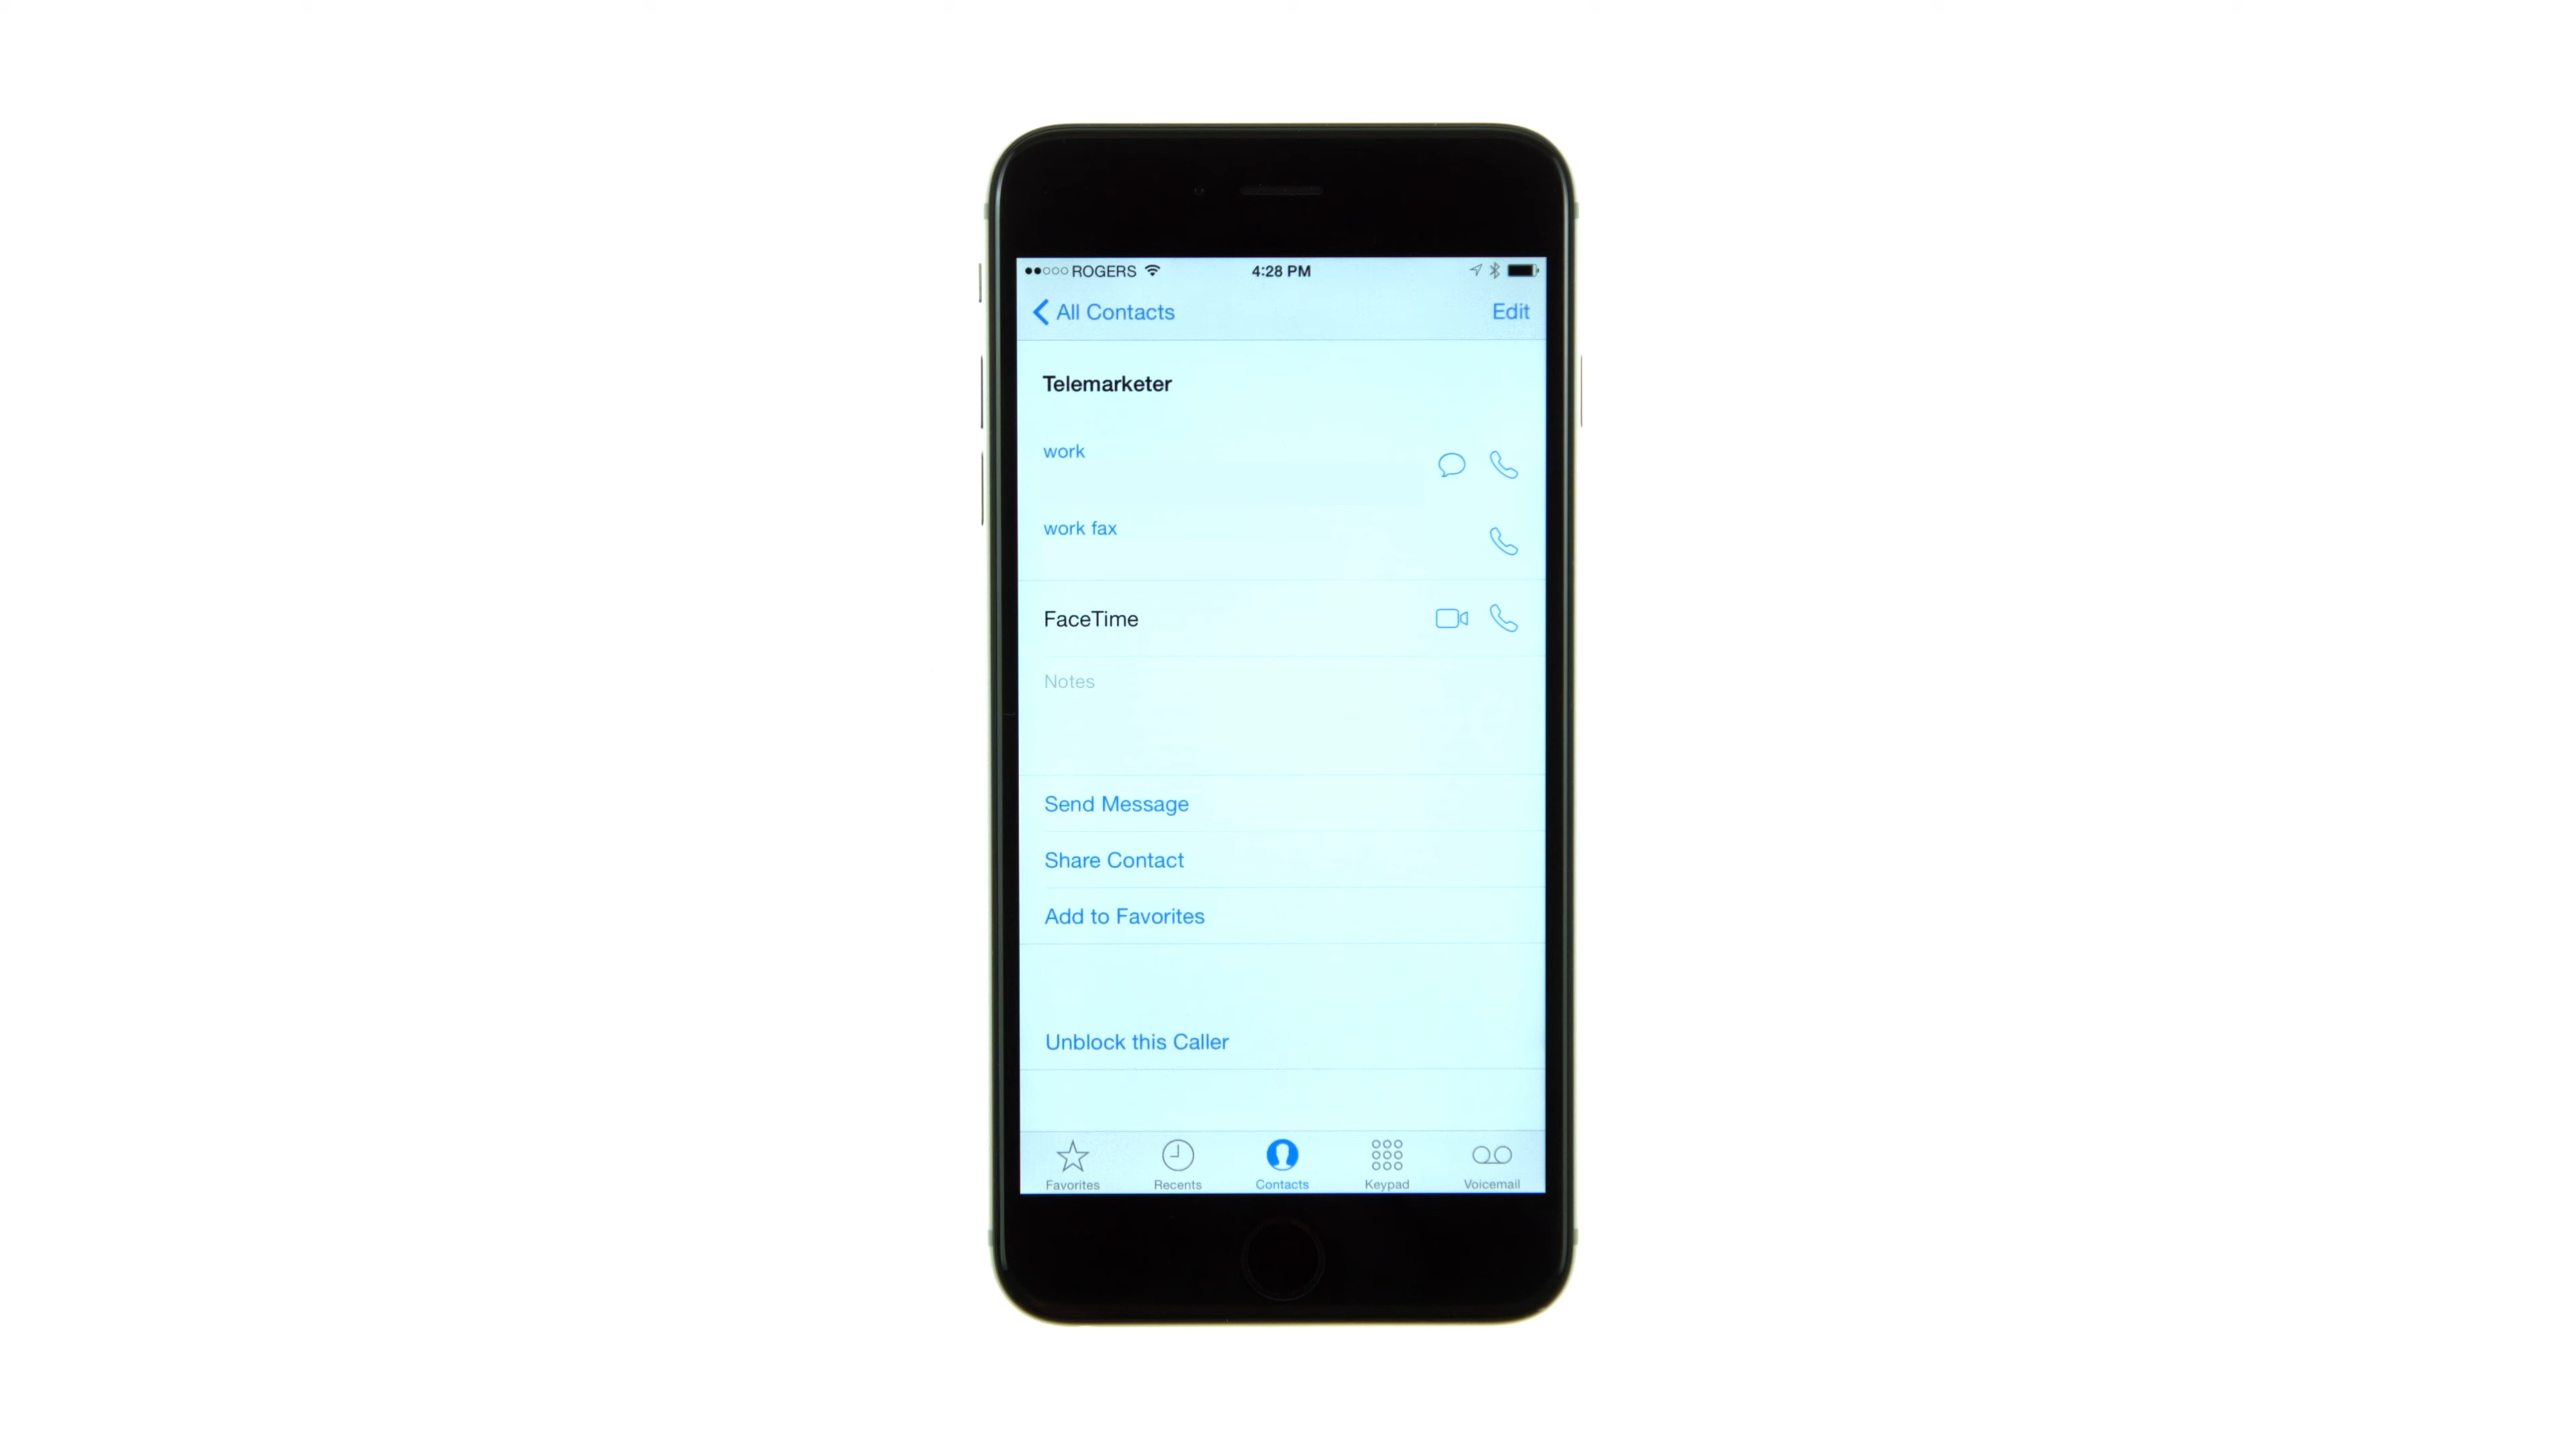 ROGERS 4:28 PM
All Contacts Edit
Telemarketer
work
work fax
FaceTime
Notes
Send Message
Share Contact
Add to Favorites
Unblock this Caller
Favorites Recents Contacts Keypad Voicemail